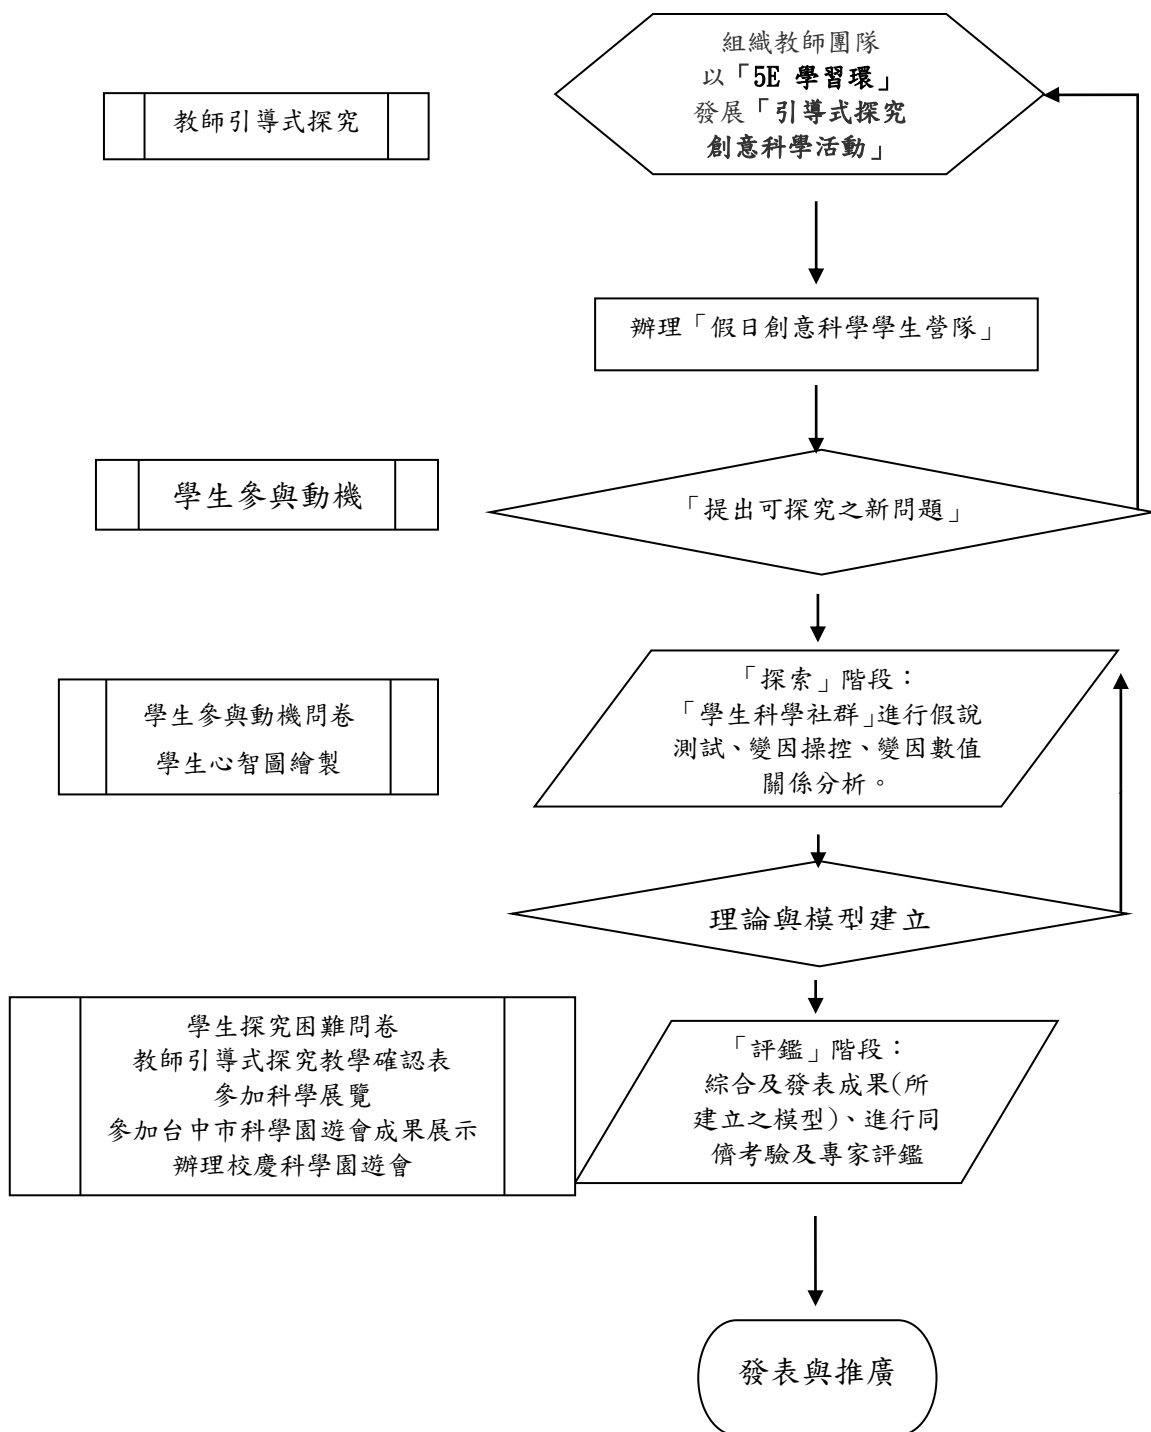 組織教師團隊
以「5E 學習環」
發展「引導式探究
創意科學活動」
教師引導式探究
辦理「假日創意科學學生營隊」
學生參與動機
「提出可探究之新問題」
「探索」階段：
「學生科學社群」進行假說
測試、變因操控、變因數值
關係分析。
學生參與動機問卷
學生心智圖繪製
理論與模型建立
學生探究困難問卷
教師引導式探究教學確認表
參加科學展覽
參加台中市科學園遊會成果展示
辦理校慶科學園遊會
「評鑑」階段：
綜合及發表成果(所
建立之模型)、進行同
儕考驗及專家評鑑
發表與推廣